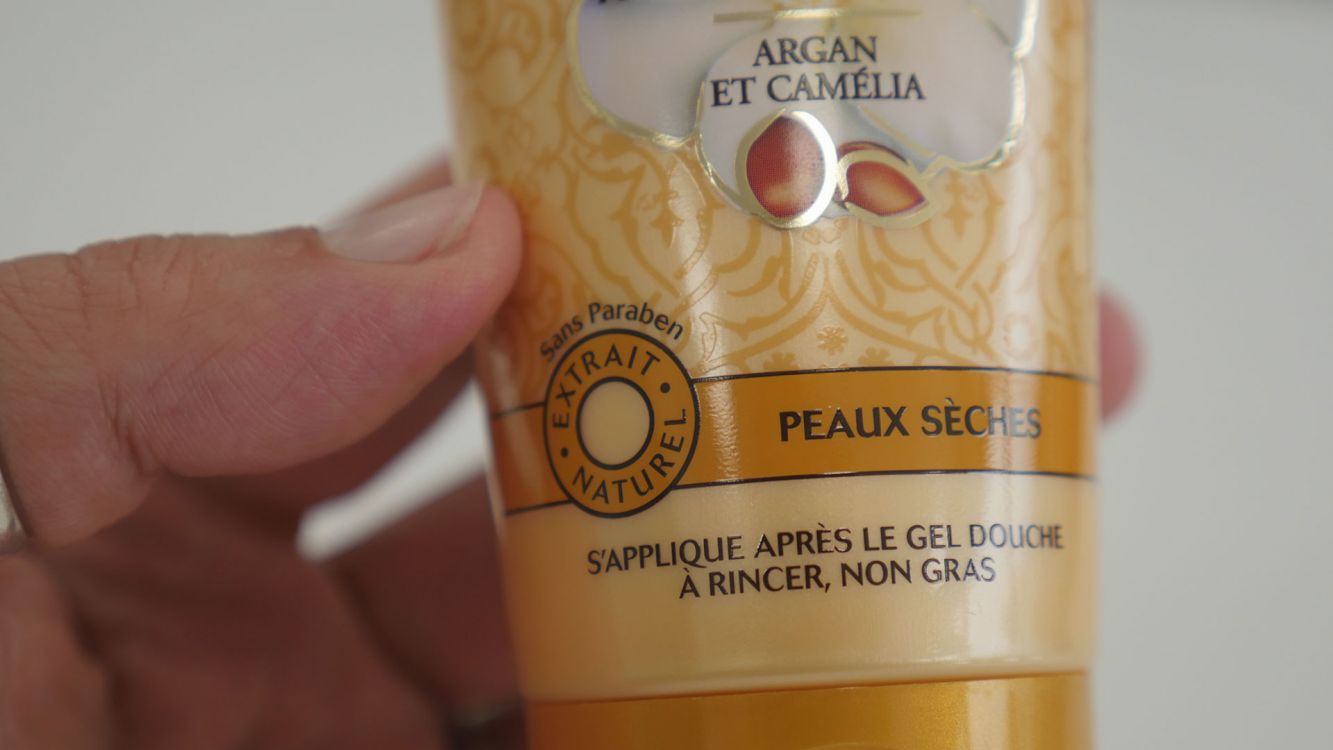 ARGAN
ET CAMÉLIA
Sans Paraben
EXTRAIT
NATUREL
PEAUX SÈCHES
S'APPLIQUE APRÈS LE GEL DOUCHE
À RINCER, NON GRAS